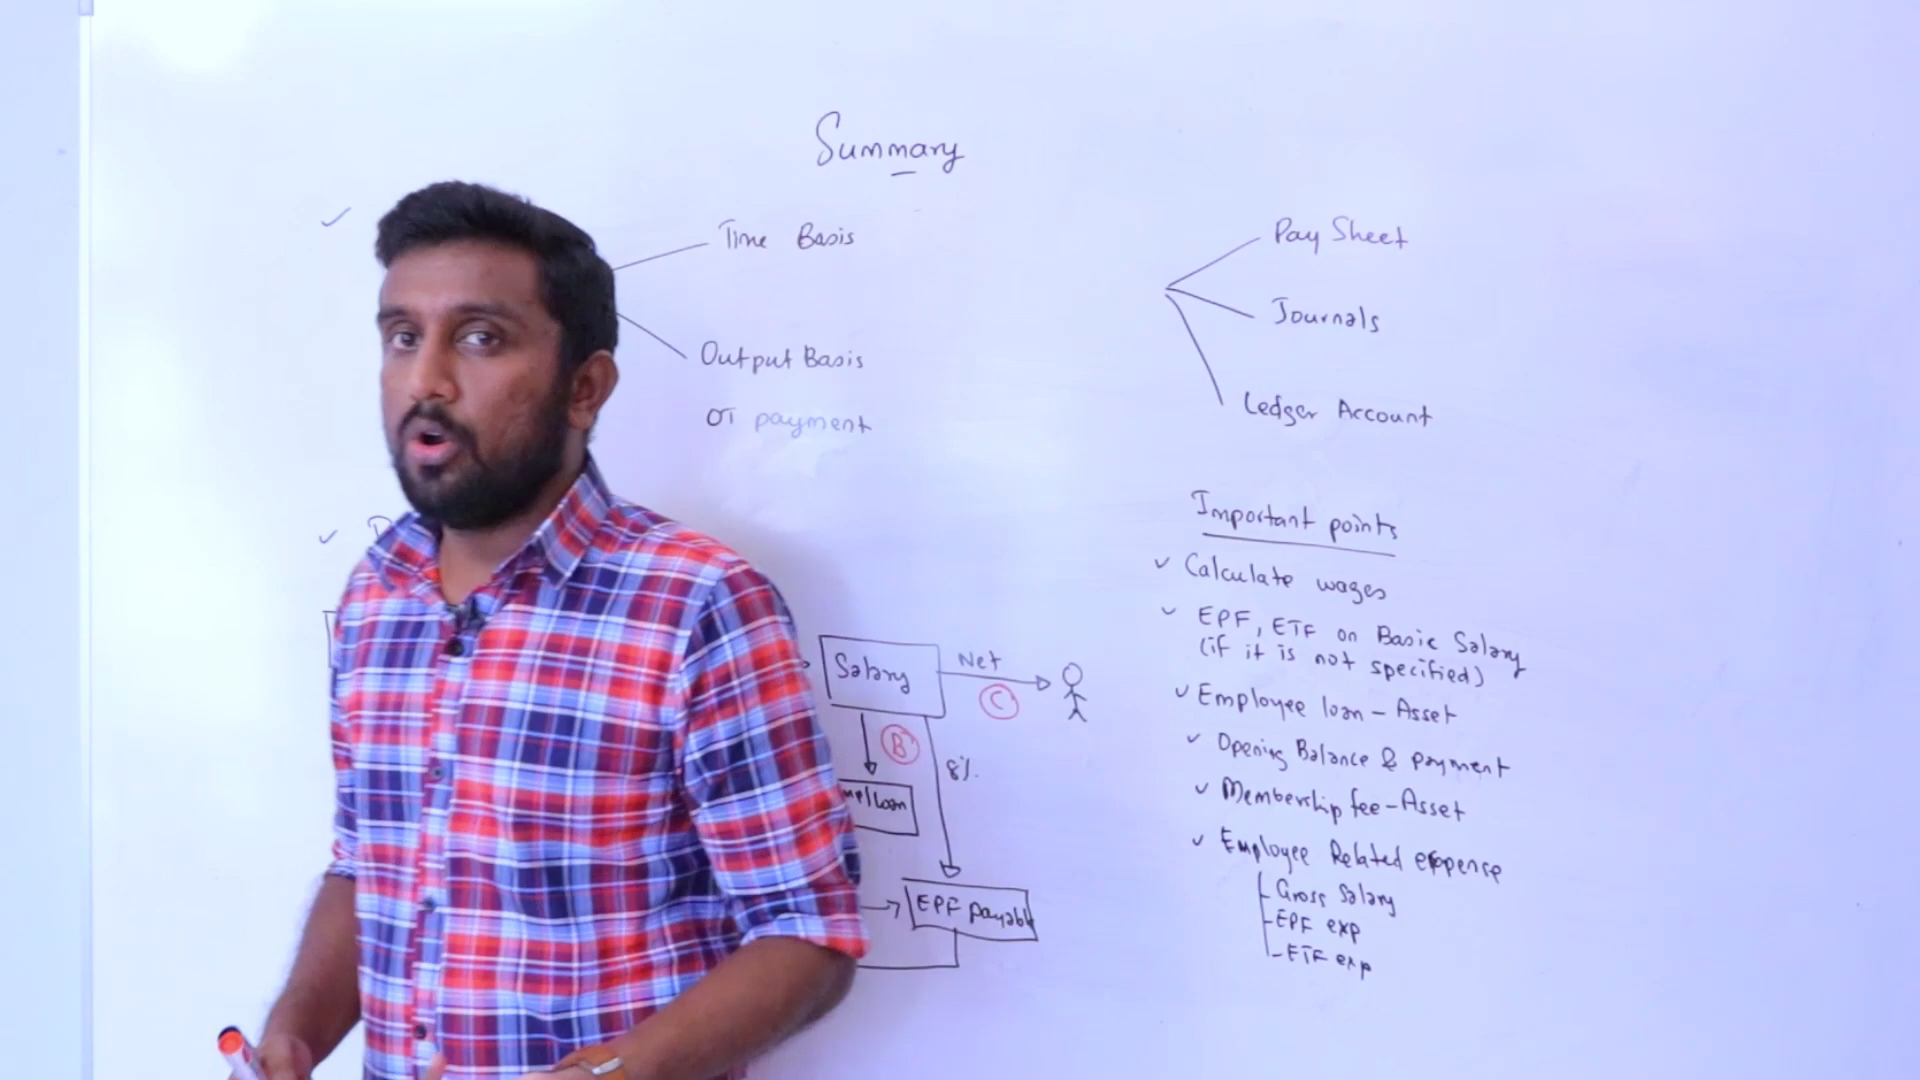 Summary
Time Basis
Output Basis
OT payment
Pay Sheet
Journals
Ledger Account
Salary
Net
C
B
8%.
loan
EPF payable
Important points
Calculate wages
EPF, ETF on Basic Salary
(if it is not specified)
Employee loan - Asset
Opening Balance & payment
Membership fee - Asset
Employee Related expense
Gross Salary
EPF exp
ETF exp